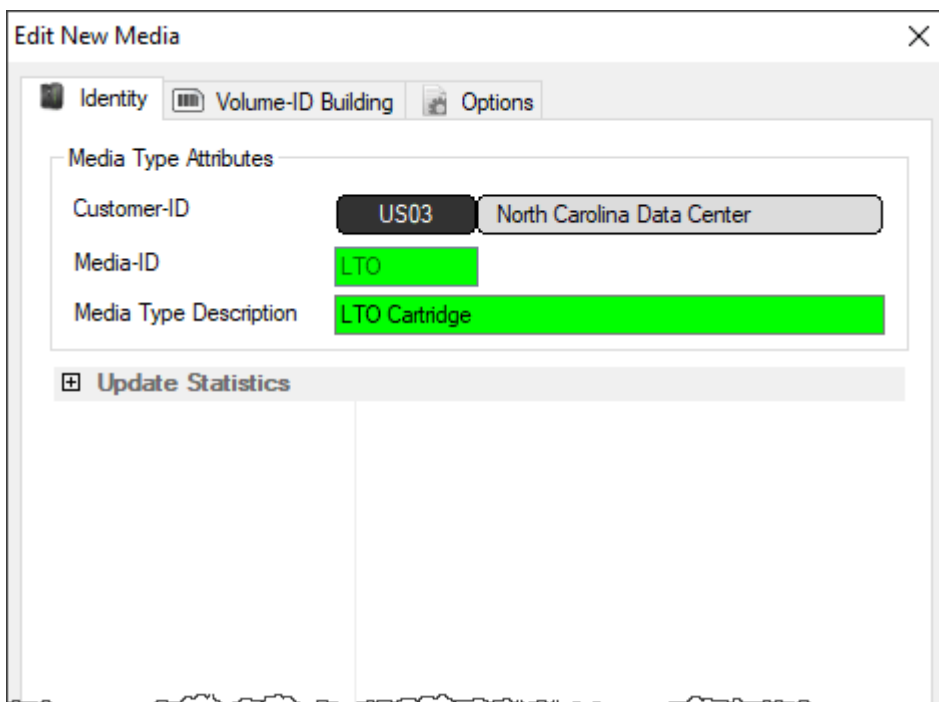 Edit New Media
Identity Volume-ID Building Options
Media Type Attributes
Customer-ID US03 North Carolina Data Center
Media-ID LTO
Media Type Description LTO Cartridge
Update Statistics